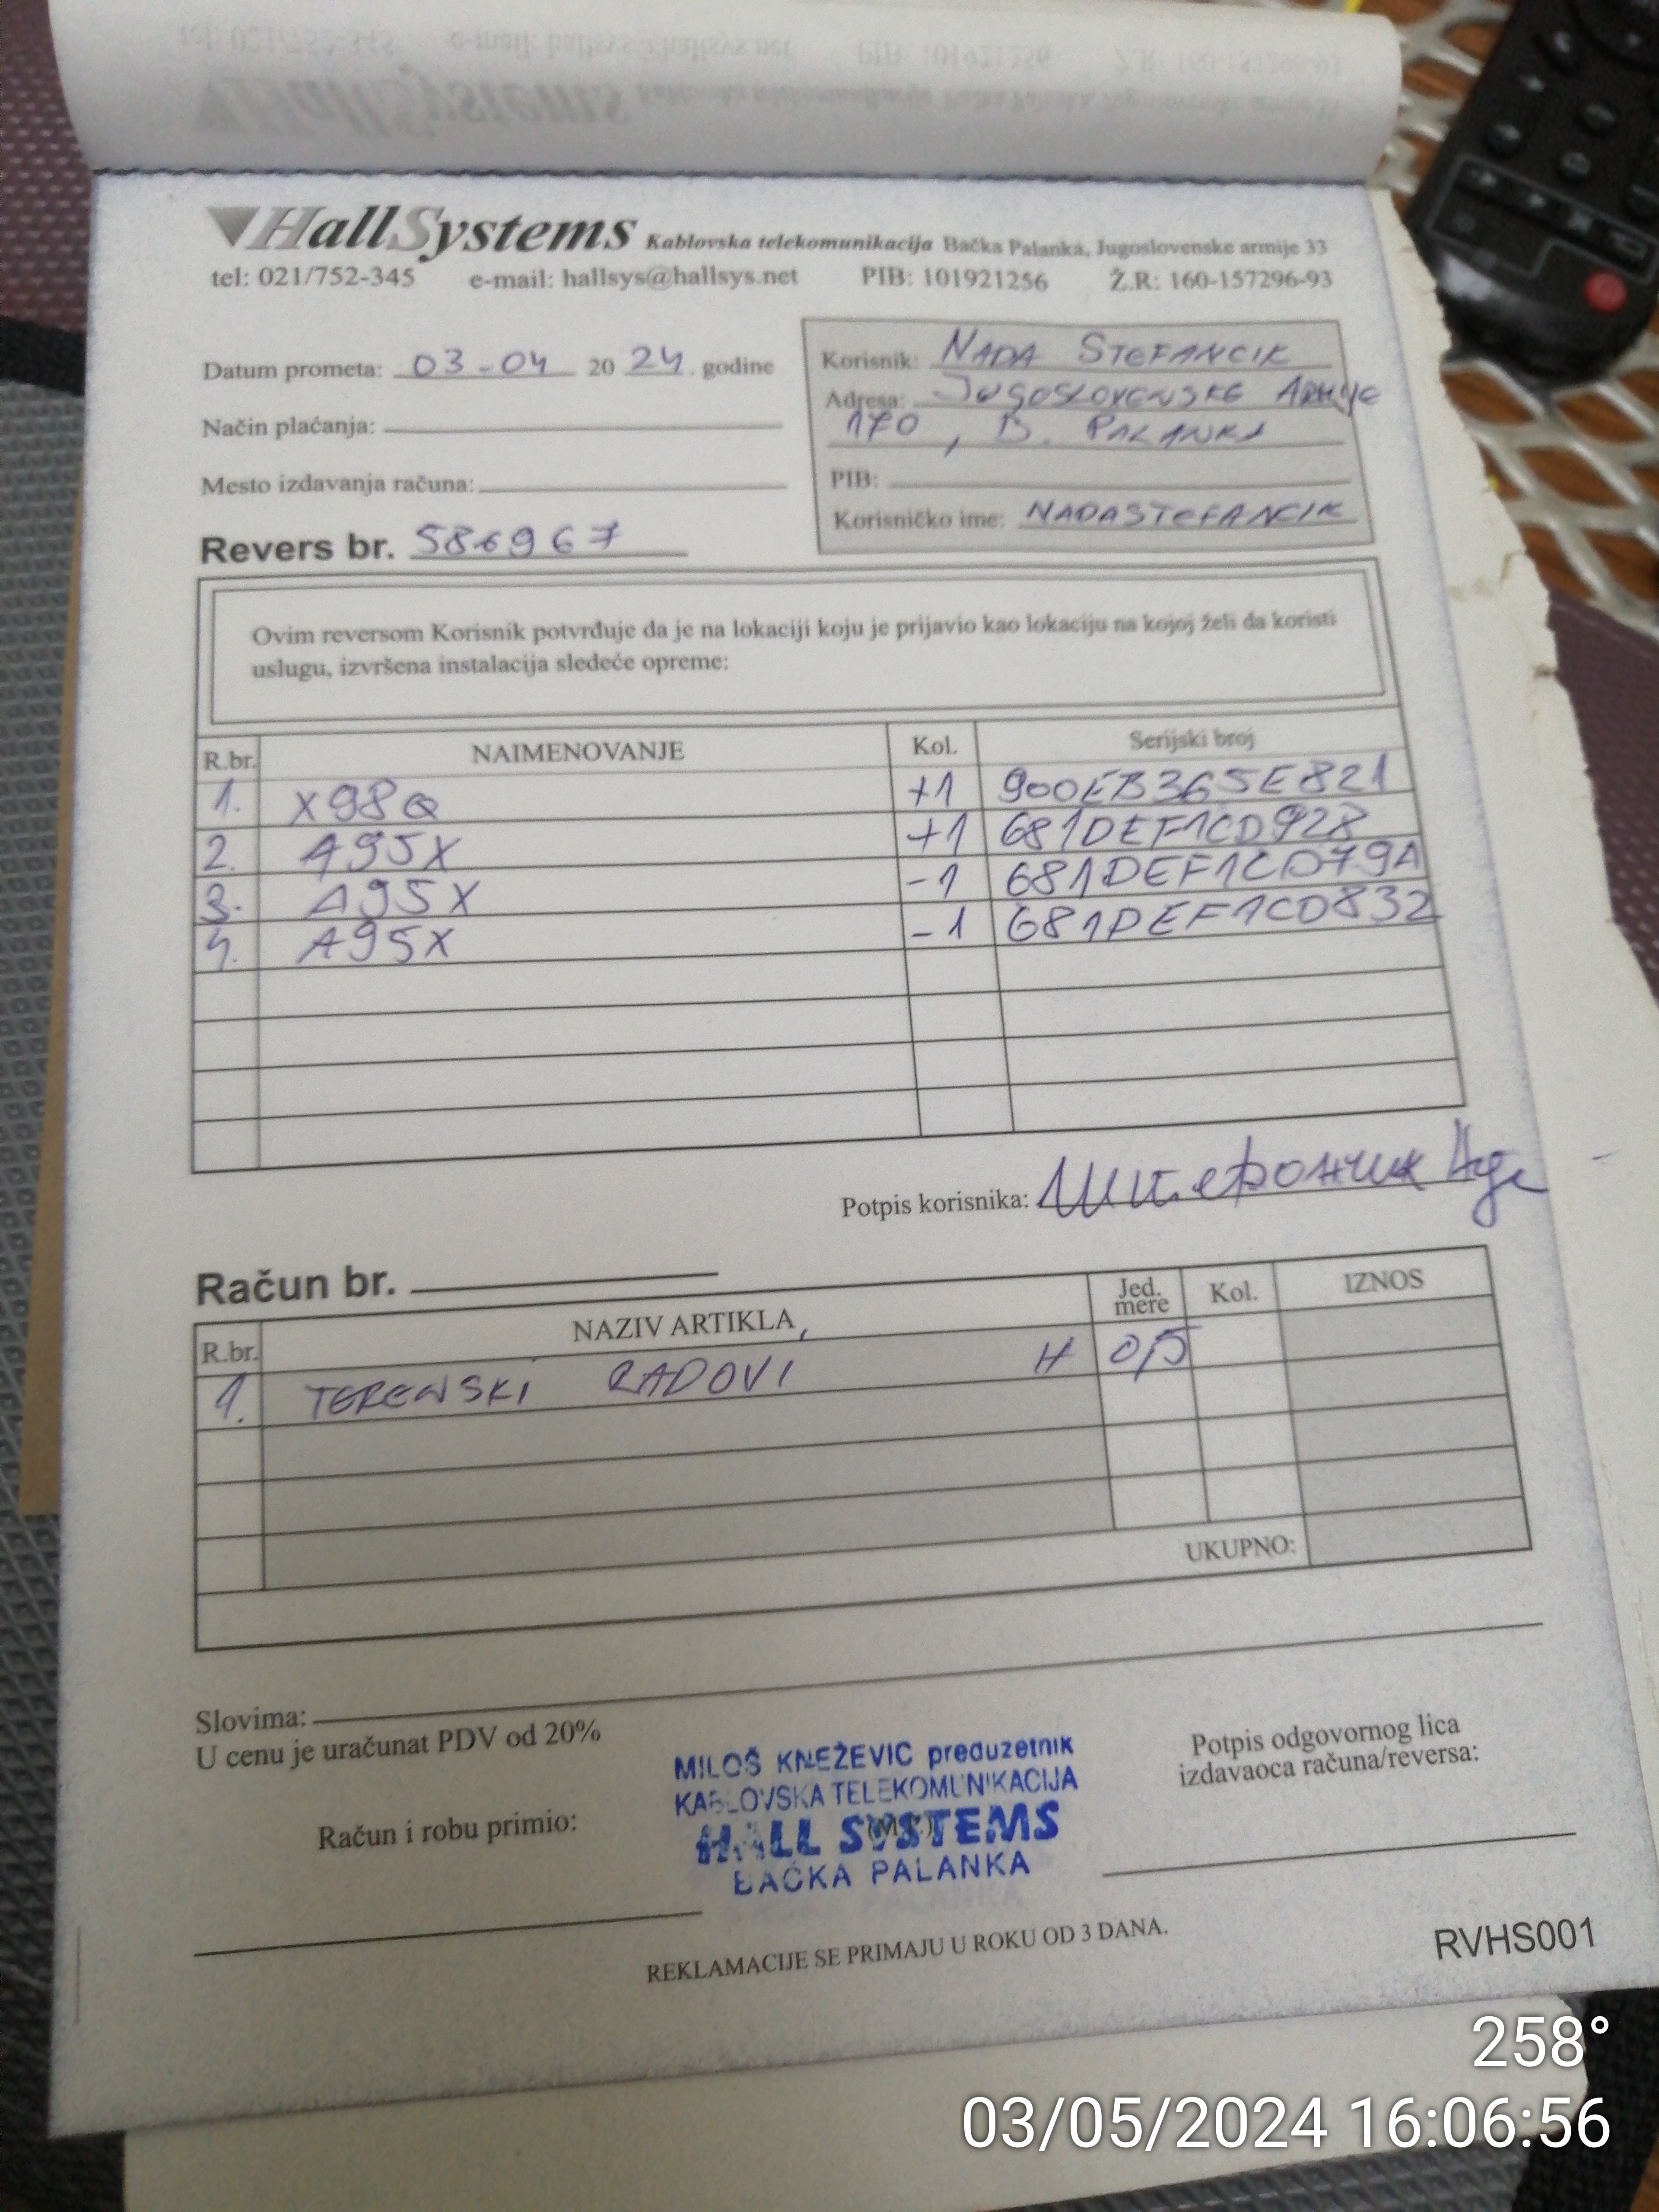 HallSystems Kablovska telekomunikacija Bačka Palanka, Jugoslovenske armije 33
tel: 021/752-345 e-mail: hallsys@hallsys.net PIB: 101921256 Ž.R: 160-157296-93
Datum prometa: 03-04 2024. godine
Način plaćanja:
Mesto izdavanja računa:
Revers br. 586967
Korisnik: NADA STEFANCIK
Adresa: JUGOSLOVENSKE ARMIJE
170, B. PALANKA
PIB:
Korisničko ime: NADASTEFANCIK
Ovim reversom Korisnik potvrđuje da je na lokaciji koju je prijavio kao lokaciju na kojoj želi da koristi
uslugu, izvršena instalacija sledeće opreme:
R.br. NAIMENOVANJE Kol. Serijski broj
1. X98Q +1 900EB365E821
2. A95X +1 681DEF1CD928
3. A95X -1 681DEF1CD79A
4. A95X -1 681DEF1CD832
Potpis korisnika:
Račun br.
R.br. NAZIV ARTIKLA Jed. mere Kol. IZNOS
1. TERENSKI RADOVI H 0,5
UKUPNO:
Slovima:
U cenu je uračunat PDV od 20%
Račun i robu primio:
MILOŠ KNEŽEVIC preduzetnik
KABLOVSKA TELEKOMUNIKACIJA
HALL SYSTEMS
BAČKA PALANKA
Potpis odgovornog lica
izdavaoca računa/reversa:
REKLAMACIJE SE PRIMAJU U ROKU OD 3 DANA.
RVHS001
258°
03/05/2024 16:06:56